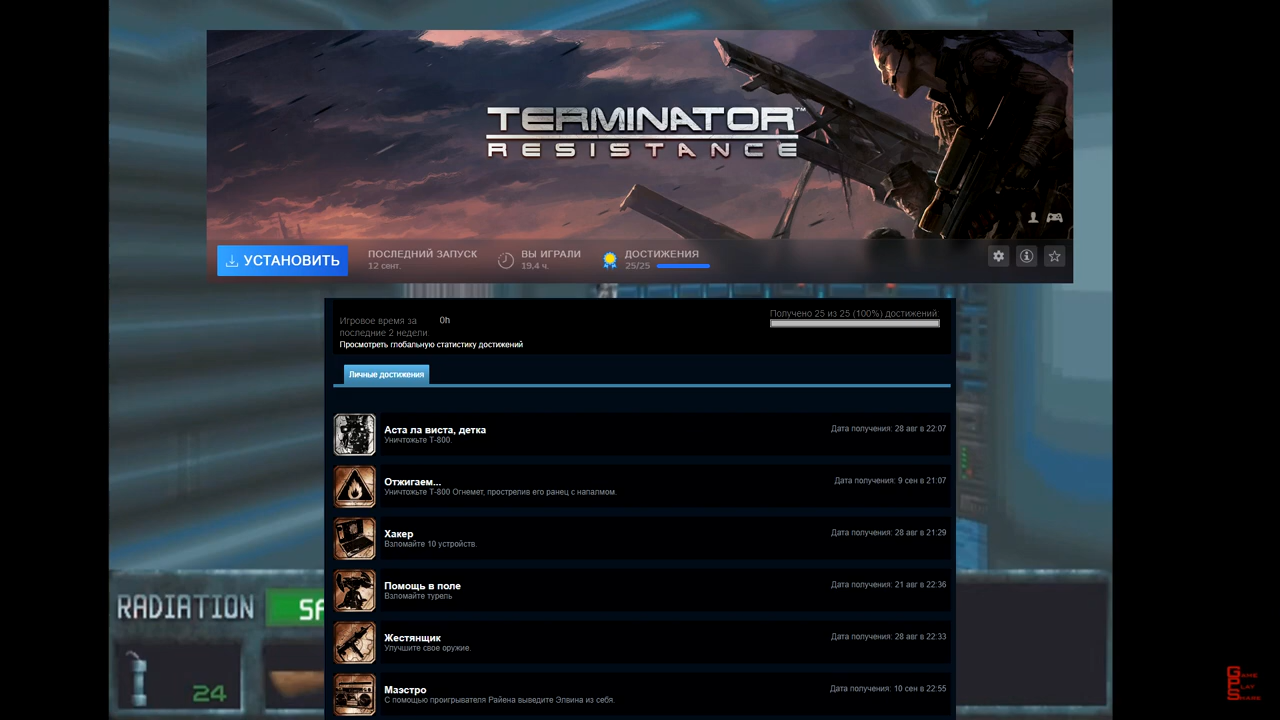 TERMINATOR™
RESISTANCE
УСТАНОВИТЬ
ПОСЛЕДНИЙ ЗАПУСК
12 сент.
ВЫ ИГРАЛИ
19,4 ч.
ДОСТИЖЕНИЯ
25/25
Игровое время за
последние 2 недели
0h
Получено 25 из 25 (100%) достижений
Просмотреть глобальную статистику достижений
Личные достижения
Аста ла виста, детка
Уничтожьте Т-800.
Дата получения: 28 авг в 22:07
Отжигаем...
Уничтожьте Т-800 Огнемет, прострелив его ранец с напалмом.
Дата получения: 9 сен в 21:07
Хакер
Взломайте 10 устройств.
Дата получения: 28 авг в 21:29
Помощь в поле
Взломайте турель
Дата получения: 21 авг в 22:36
Жестянщик
Улучшите свое оружие.
Дата получения: 28 авг в 22:33
Маэстро
С помощью проигрывателя Райена выведите Элвина из себя.
Дата получения: 10 сен в 22:55
RADIATION
SA
24
GAME
PLAY
SHARE